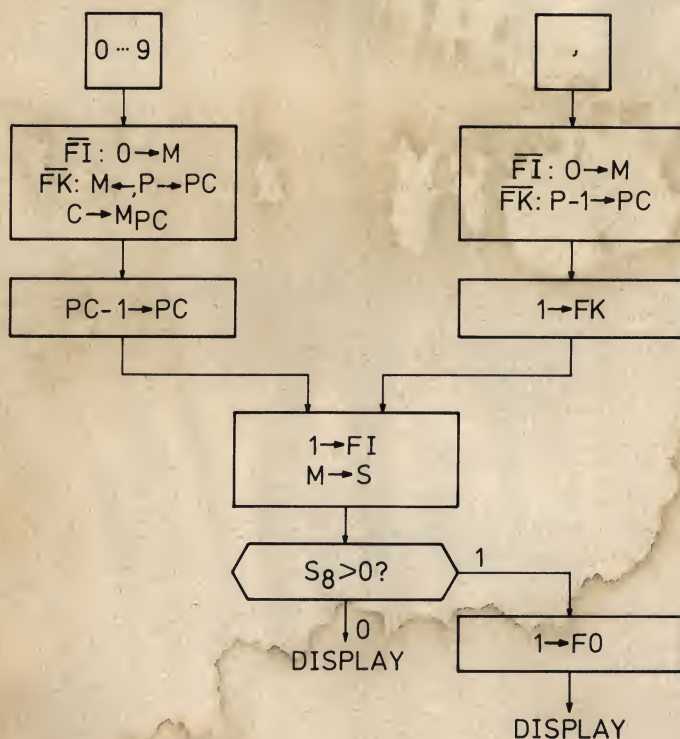 0 ··· 9
,
F̅I̅: 0→M
F̅K̅: M←,P→PC
C→MPC
F̅I̅: 0→M
F̅K̅: P-1→PC
PC-1→PC
1→FK
1→FI
M→S
S8>0?
1
0
DISPLAY
1→F0
DISPLAY